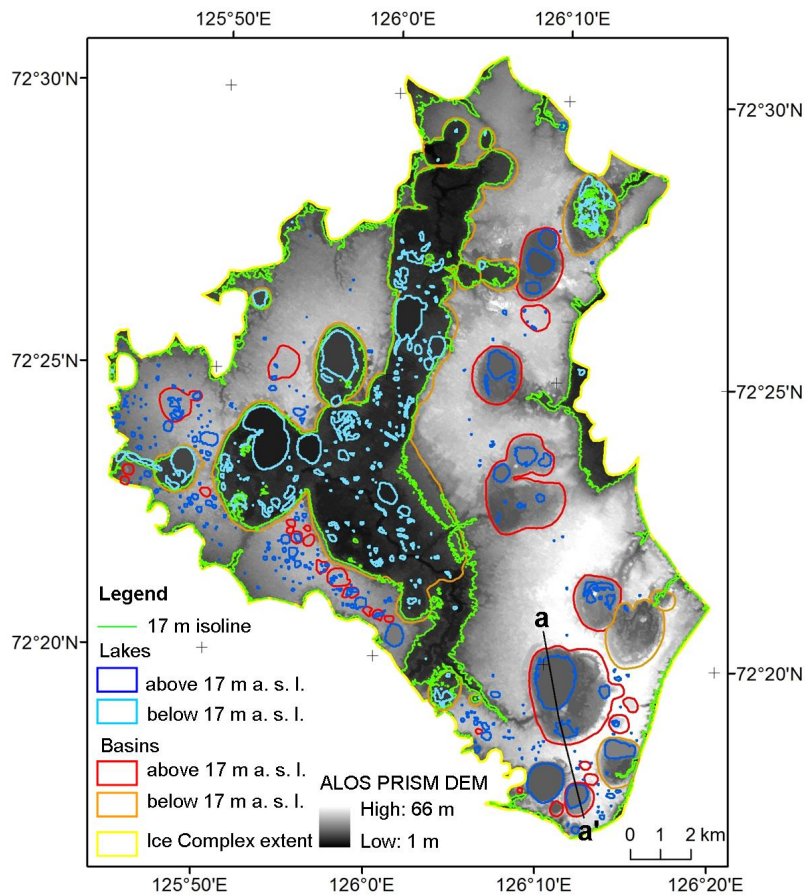 125°50'E 126°0'E 126°10'E
72°30'N
72°30'N
72°25'N
72°25'N
72°20'N
72°20'N
a
a'
Legend
17 m isoline
Lakes
above 17 m a. s. l.
below 17 m a. s. l.
Basins
above 17 m a. s. l.
below 17 m a. s. l.
Ice Complex extent
ALOS PRISM DEM
High: 66 m
Low: 1 m
0 1 2 km
125°50'E 126°0'E 126°10'E 126°20'E